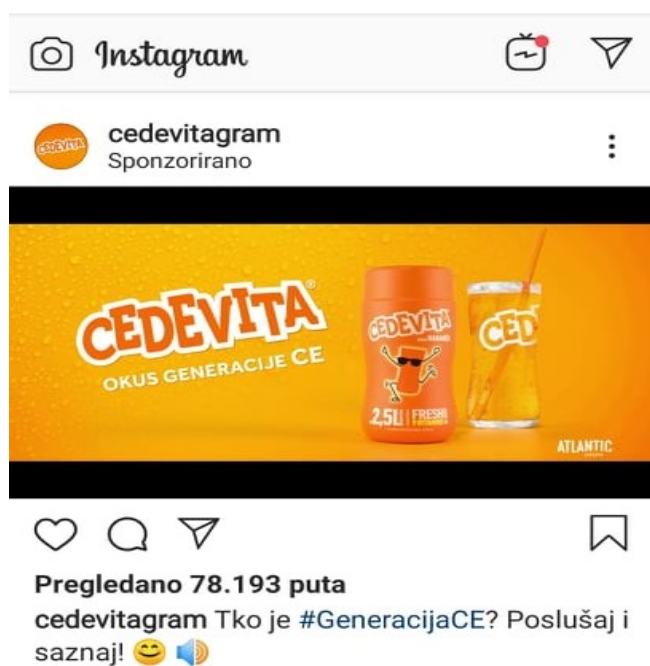 Instagram
cedevitagram
Sponzorirano
CEDEVITA
CEDEVITA®
OKUS GENERACIJE CE
CEDEVITA
2,5L
FRESH
CED
ATLANTIC
Pregledano 78.193 puta
cedevitagram Tko je #GeneracijaCE? Poslušaj i
saznaj! 😊 🔊